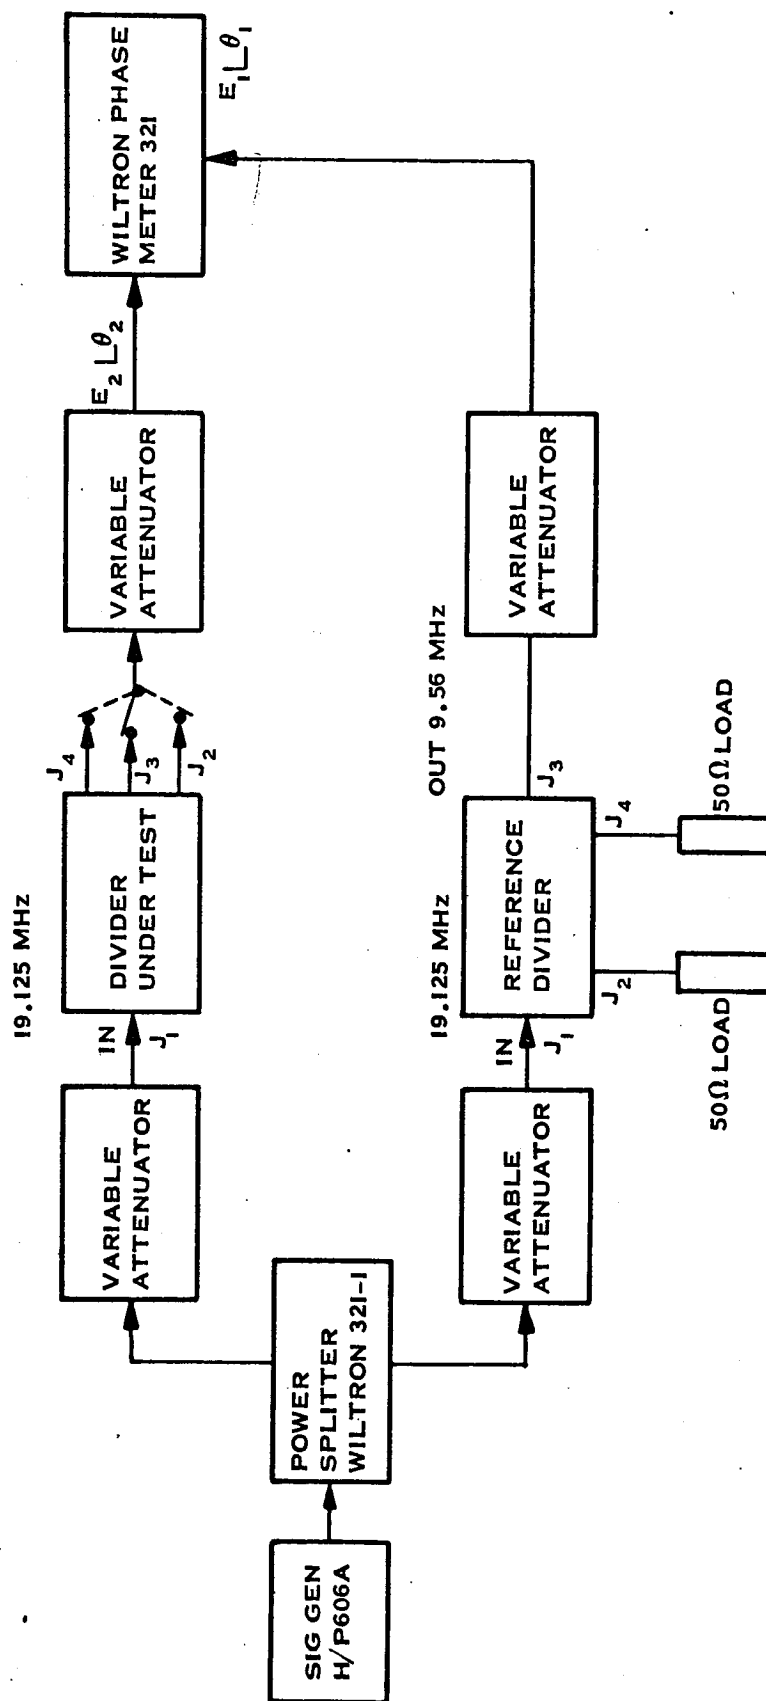 SIG GEN
H/P606A
POWER
SPLITTER
WILTRON 321-1
VARIABLE
ATTENUATOR
IN
J1
19.125 MHz
DIVIDER
UNDER TEST
J4
J3
J2
VARIABLE
ATTENUATOR
E2 ∟θ2
WILTRON PHASE
METER 321
E1 ∟θ1
VARIABLE
ATTENUATOR
IN
J1
19.125 MHz
REFERENCE
DIVIDER
OUT 9.56 MHz
J3
J2
J4
50Ω LOAD
50Ω LOAD
VARIABLE
ATTENUATOR